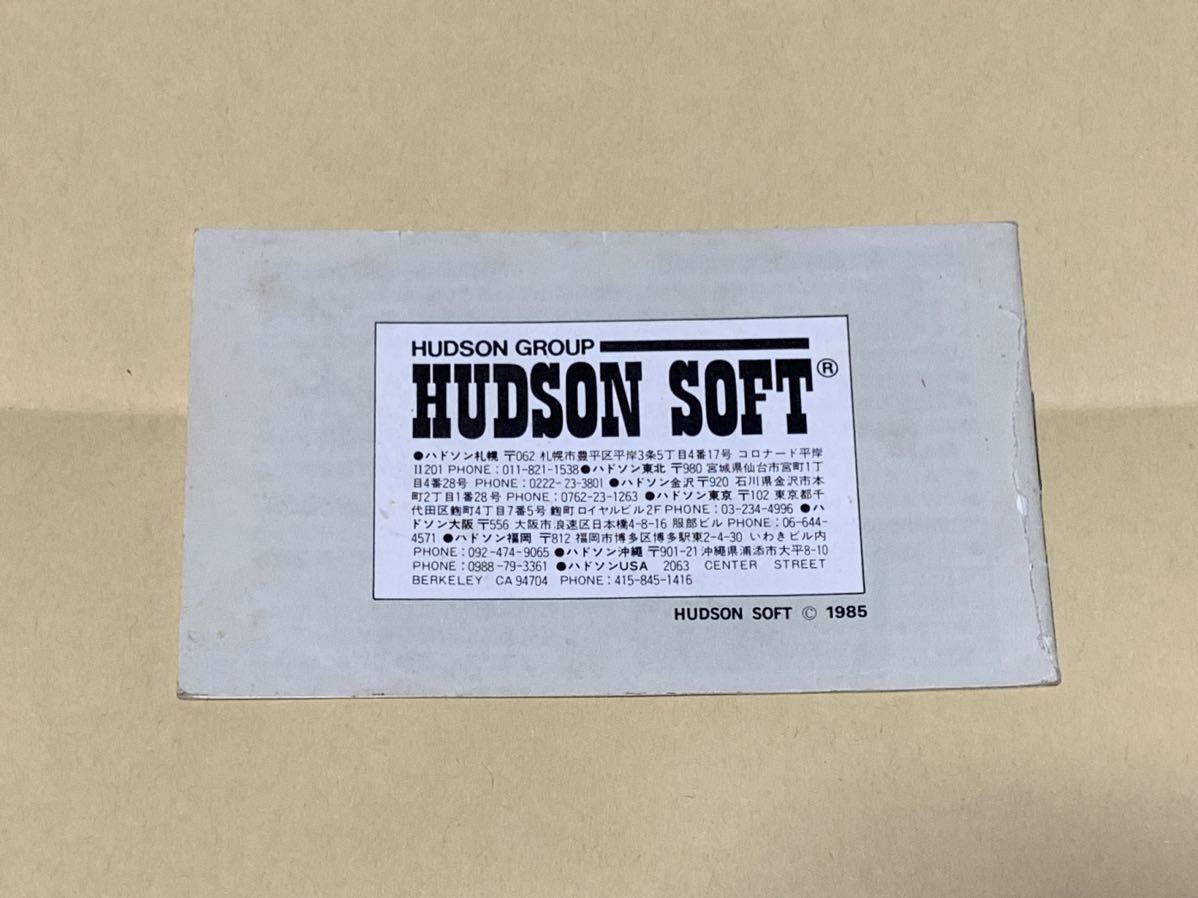 HUDSON GROUP
HUDSON SOFT®
●ハドソン札幌 〒062 札幌市豊平区平岸3条5丁目4番17号 コロナード平岸
II201 PHONE:011-821-1538●ハドソン東北 〒980 宮城県仙台市宮町1丁
目4番28号 PHONE:0222-23-3801●ハドソン金沢〒920 石川県金沢市本
町2丁目1番28号 PHONE:0762-23-1263●ハドソン東京 〒102 東京都千
代田区麴町4丁目7番5号 麴町ロイヤルビル2F PHONE:03-234-4996 ●ハ
ドソン大阪 〒556 大阪市浪速区日本橋4-8-16 服部ビル PHONE:06-644-
4571 ●ハドソン福岡 〒812 福岡市博多区博多駅東2-4-30 いわきビル内
PHONE:092-474-9065●ハドソン沖繩 〒901-21 沖繩県浦添市大平8-10
PHONE:0988-79-3361 ●ハドソンUSA 2063 CENTER STREET
BERKELEY CA 94704 PHONE:415-845-1416
HUDSON SOFT © 1985